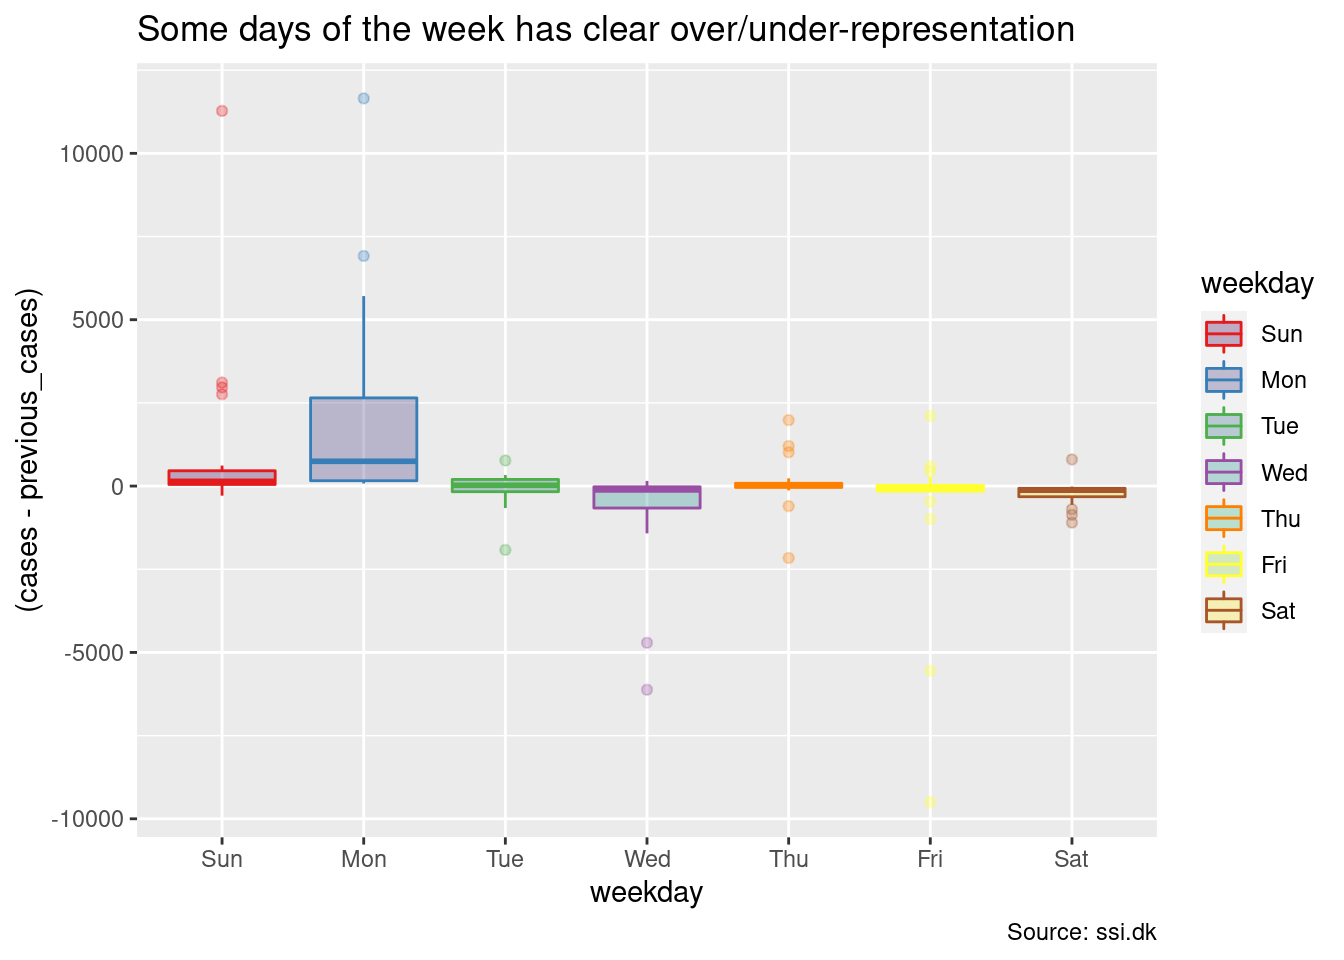 Some days of the week has clear over/under-representation
(cases - previous_cases)
10000
5000
0
-5000
-10000
Sun Mon Tue Wed Thu Fri Sat
weekday
weekday
Sun
Mon
Tue
Wed
Thu
Fri
Sat
Source: ssi.dk